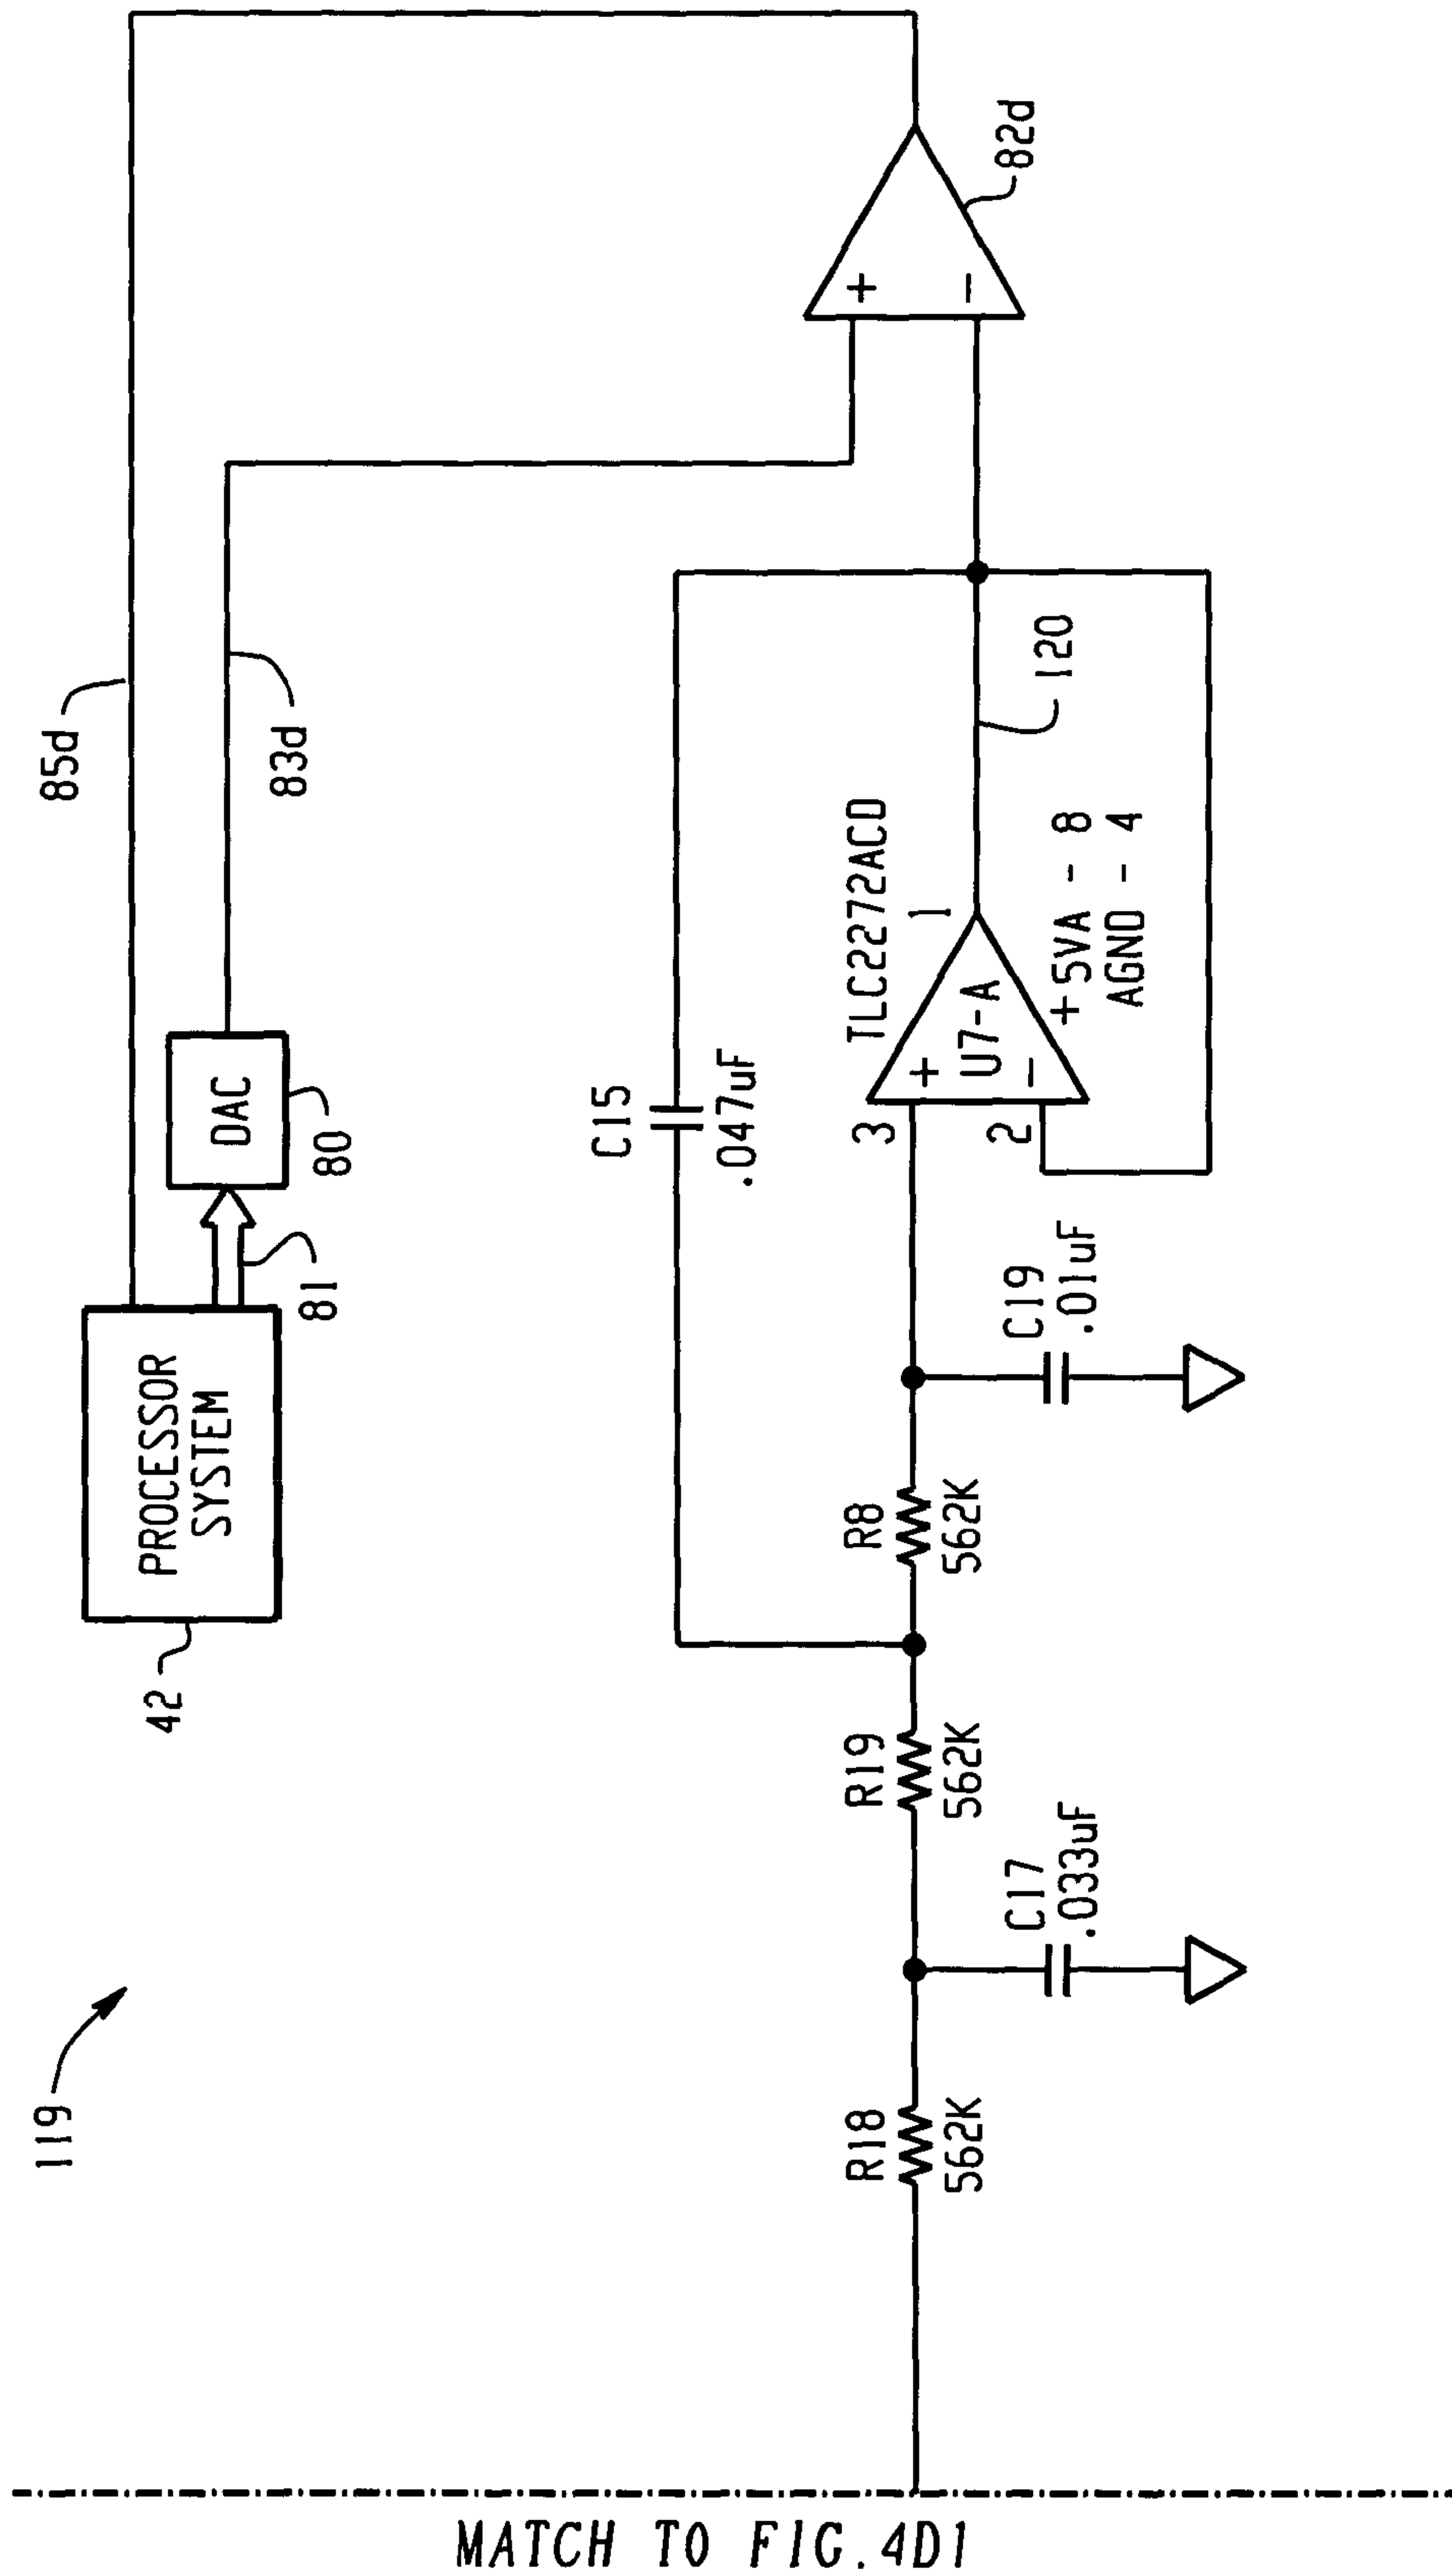 119
42
PROCESSOR
SYSTEM
81
DAC
80
85d
83d
82d
C15
.047uF
TLC2272ACD
3
+
U7-A
1
2
−
+5VA - 8
AGND - 4
120
+
−
R18
562K
C17
.033uF
R19
562K
R8
562K
C19
.01uF
MATCH TO FIG.4D1